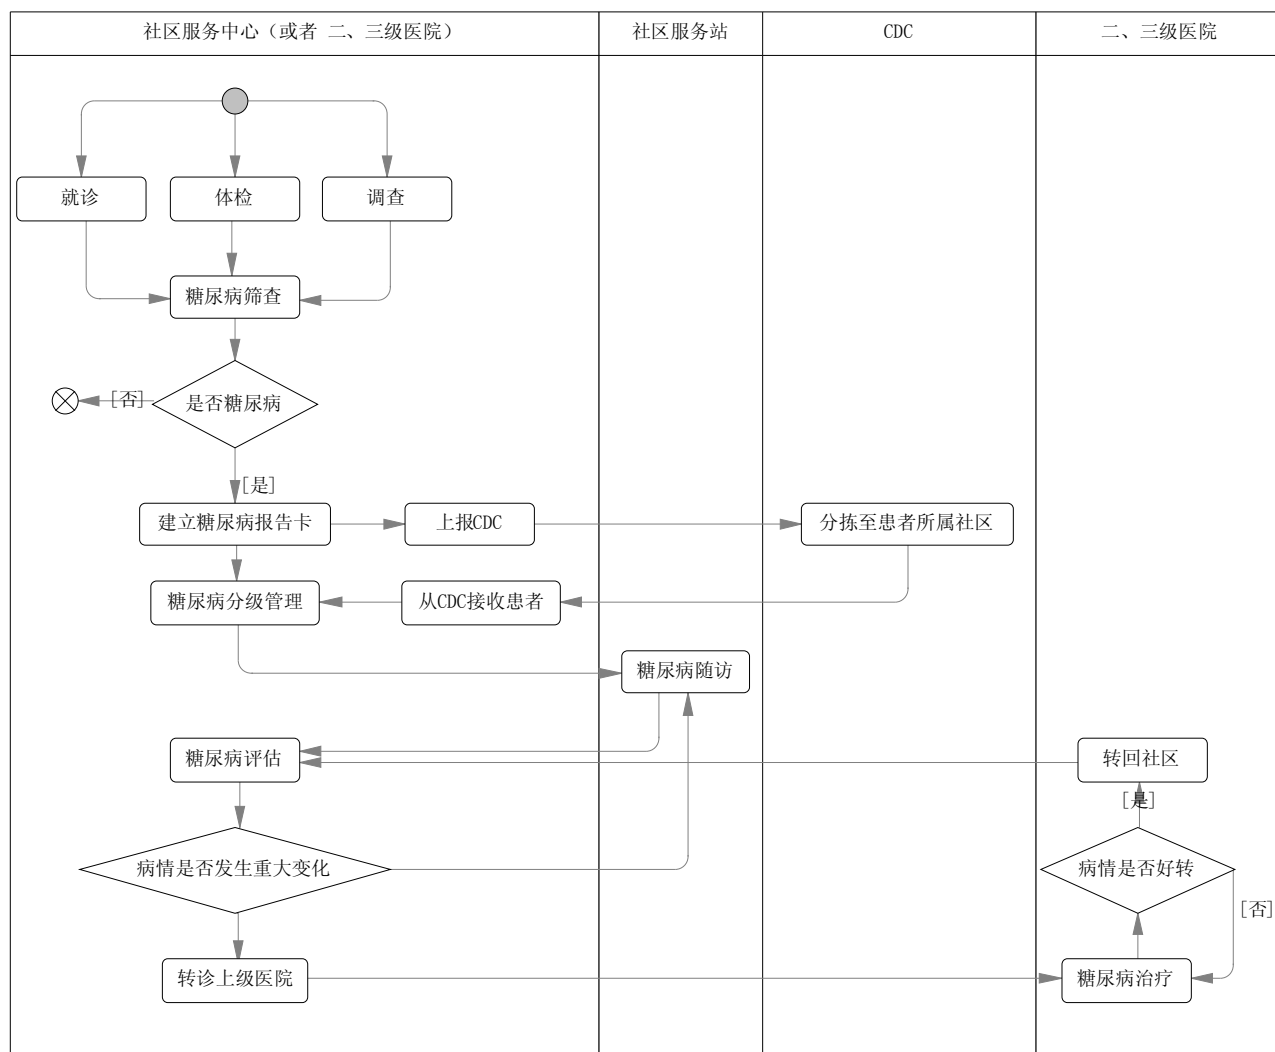 社区服务中心（或者 二、三级医院）
社区服务站
CDC
二、三级医院
就诊
体检
调查
糖尿病筛查
是否糖尿病
[否]
[是]
建立糖尿病报告卡
上报CDC
分拣至患者所属社区
糖尿病分级管理
从CDC接收患者
糖尿病随访
糖尿病评估
转回社区
[是]
病情是否发生重大变化
病情是否好转
[否]
转诊上级医院
糖尿病治疗